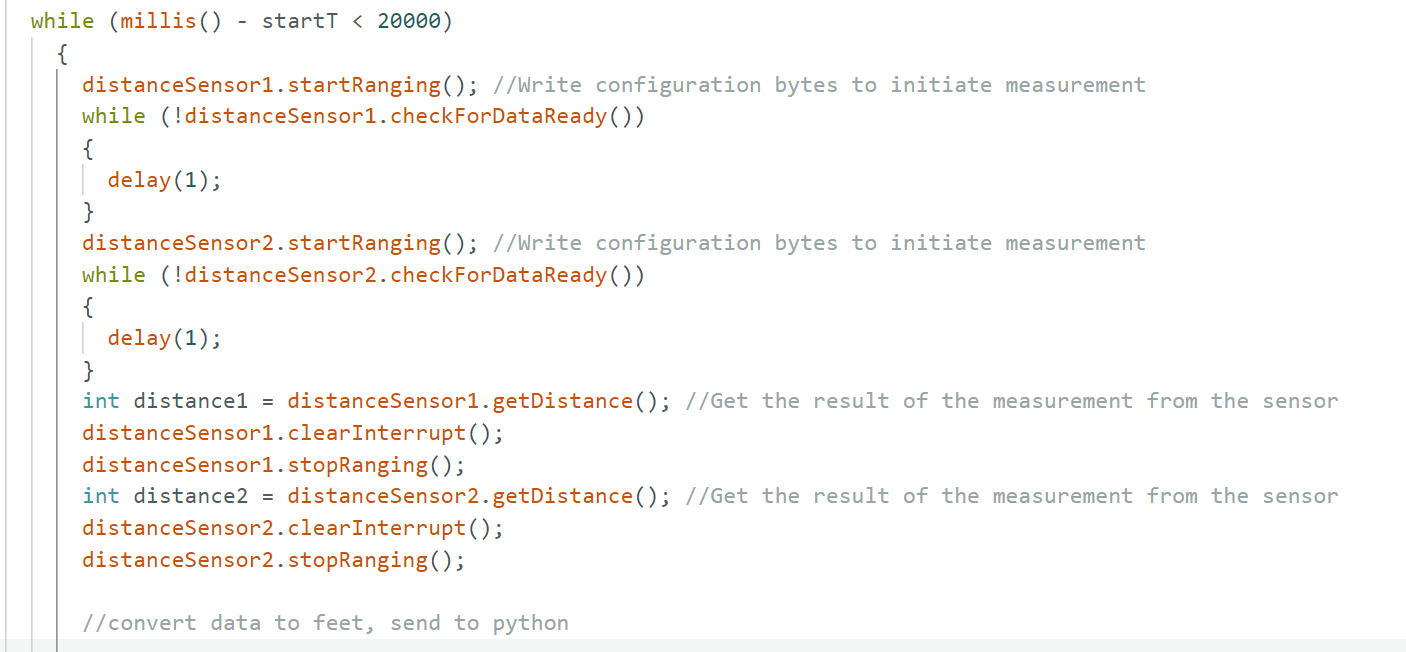 while (millis() - startT < 20000)
{
distanceSensor1.startRanging(); //Write configuration bytes to initiate measurement
while (!distanceSensor1.checkForDataReady())
{
delay(1);
}
distanceSensor2.startRanging(); //Write configuration bytes to initiate measurement
while (!distanceSensor2.checkForDataReady())
{
delay(1);
}
int distance1 = distanceSensor1.getDistance(); //Get the result of the measurement from the sensor
distanceSensor1.clearInterrupt();
distanceSensor1.stopRanging();
int distance2 = distanceSensor2.getDistance(); //Get the result of the measurement from the sensor
distanceSensor2.clearInterrupt();
distanceSensor2.stopRanging();
//convert data to feet, send to python